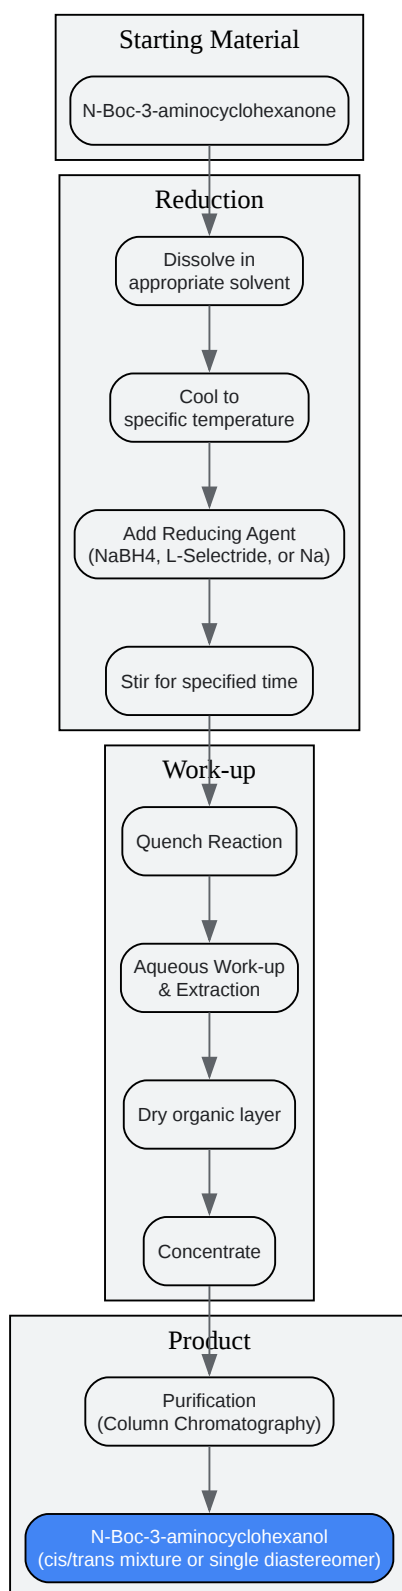 Starting Material
N-Boc-3-aminocyclohexanone
Reduction
Dissolve in
appropriate solvent
Cool to
specific temperature
Add Reducing Agent
(NaBH4, L-Selectride, or Na)
Stir for specified time
Work-up
Quench Reaction
Aqueous Work-up
& Extraction
Dry organic layer
Concentrate
Product
Purification
(Column Chromatography)
N-Boc-3-aminocyclohexanol
(cis/trans mixture or single diastereomer)